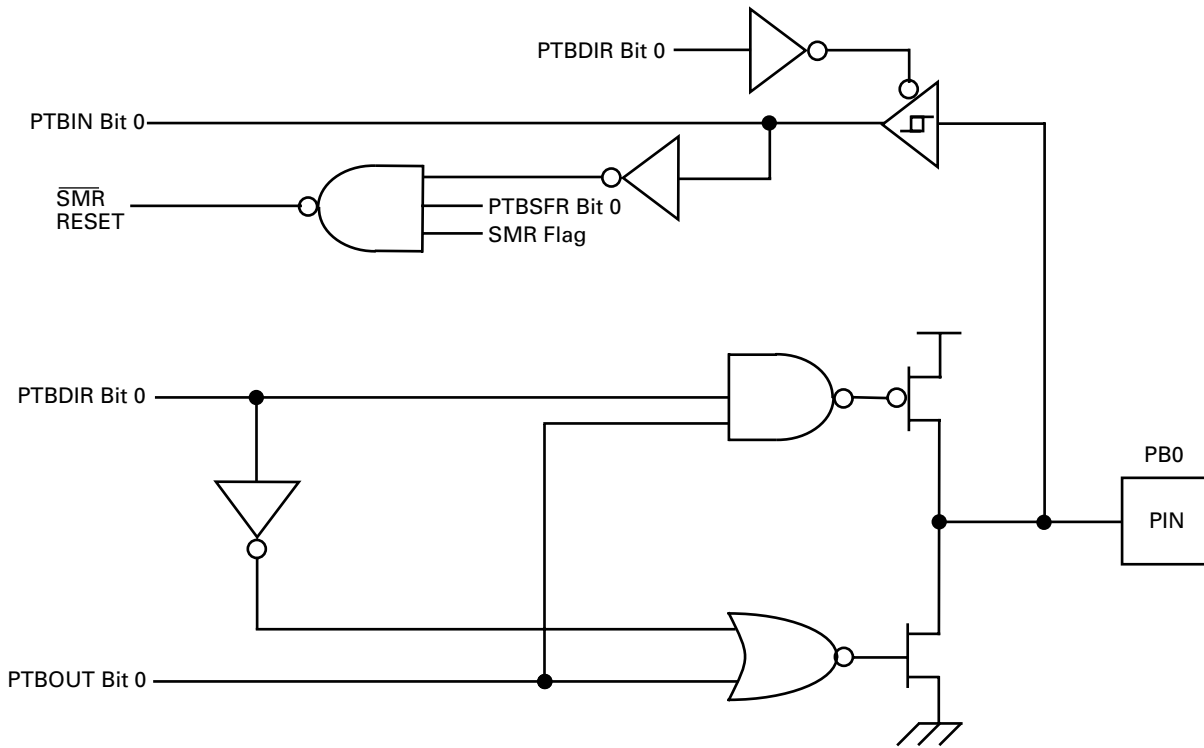 PTBDIR Bit 0
PTBIN Bit 0
S̅M̅R̅
RESET
PTBSFR Bit 0
SMR Flag
PTBDIR Bit 0
PB0
PIN
PTBOUT Bit 0